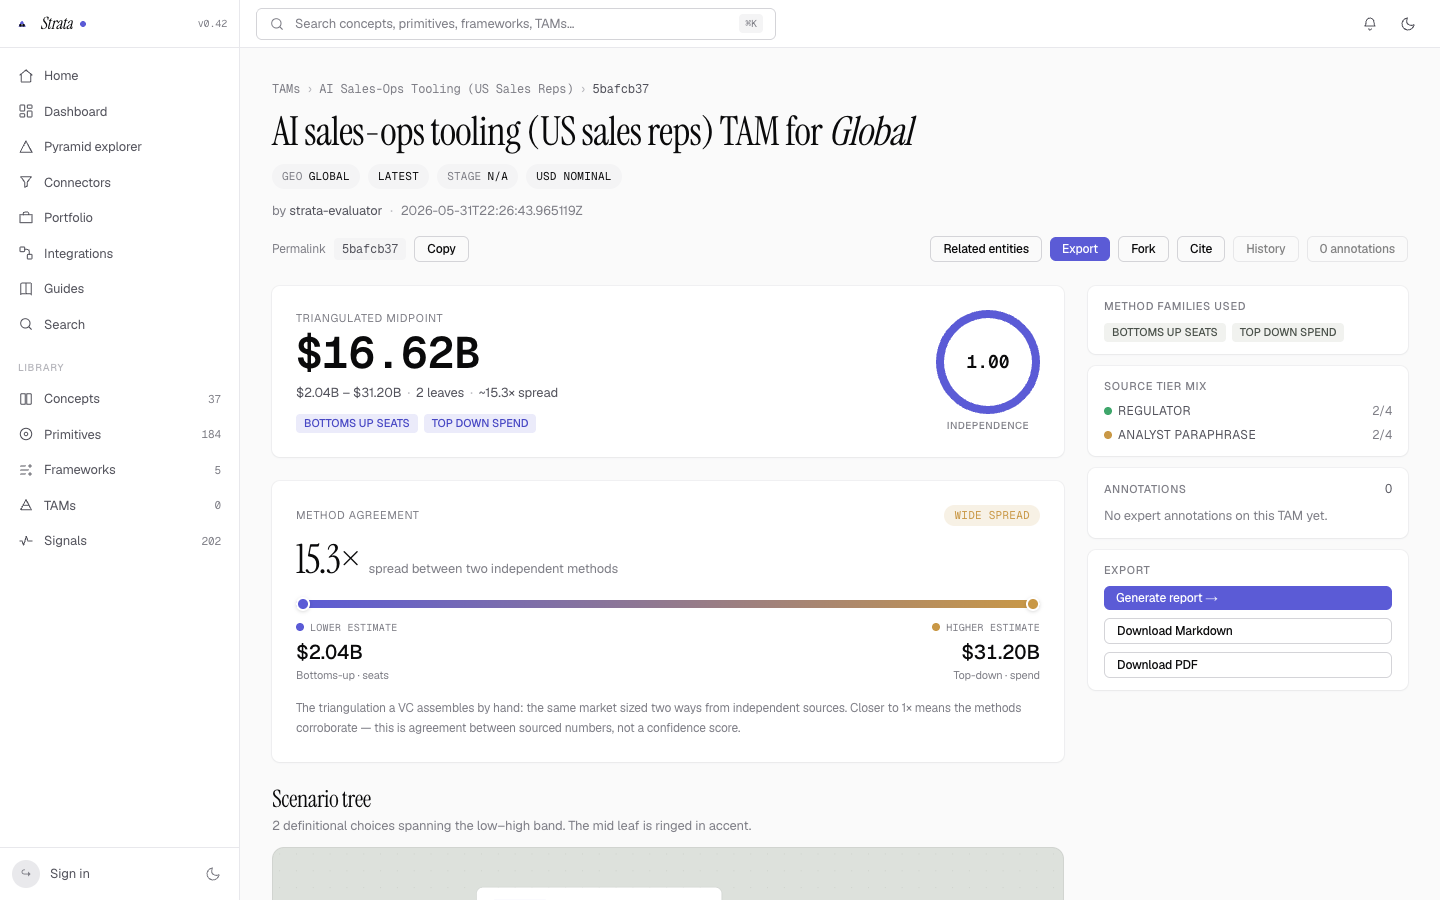 Strata
v0.42
Search concepts, primitives, frameworks, TAMs...
⌘K
Home
Dashboard
Pyramid explorer
Connectors
Portfolio
Integrations
Guides
Search
LIBRARY
Concepts 37
Primitives 184
Frameworks 5
TAMs 0
Signals 202
Sign in
TAMs › AI Sales-Ops Tooling (US Sales Reps) › 5bafcb37
AI sales-ops tooling (US sales reps) TAM for Global
GEO GLOBAL LATEST STAGE N/A USD NOMINAL
by strata-evaluator · 2026-05-31T22:26:43.965119Z
Permalink 5bafcb37 Copy
Related entities Export Fork Cite History 0 annotations
TRIANGULATED MIDPOINT
$16.62B
$2.04B – $31.20B · 2 leaves · ~15.3× spread
BOTTOMS UP SEATS TOP DOWN SPEND
1.00
INDEPENDENCE
METHOD AGREEMENT
WIDE SPREAD
15.3× spread between two independent methods
LOWER ESTIMATE
$2.04B
Bottoms-up · seats
HIGHER ESTIMATE
$31.20B
Top-down · spend
The triangulation a VC assembles by hand: the same market sized two ways from independent sources. Closer to 1× means the methods
corroborate — this is agreement between sourced numbers, not a confidence score.
Scenario tree
2 definitional choices spanning the low–high band. The mid leaf is ringed in accent.
METHOD FAMILIES USED
BOTTOMS UP SEATS TOP DOWN SPEND
SOURCE TIER MIX
REGULATOR 2/4
ANALYST PARAPHRASE 2/4
ANNOTATIONS 0
No expert annotations on this TAM yet.
EXPORT
Generate report →
Download Markdown
Download PDF